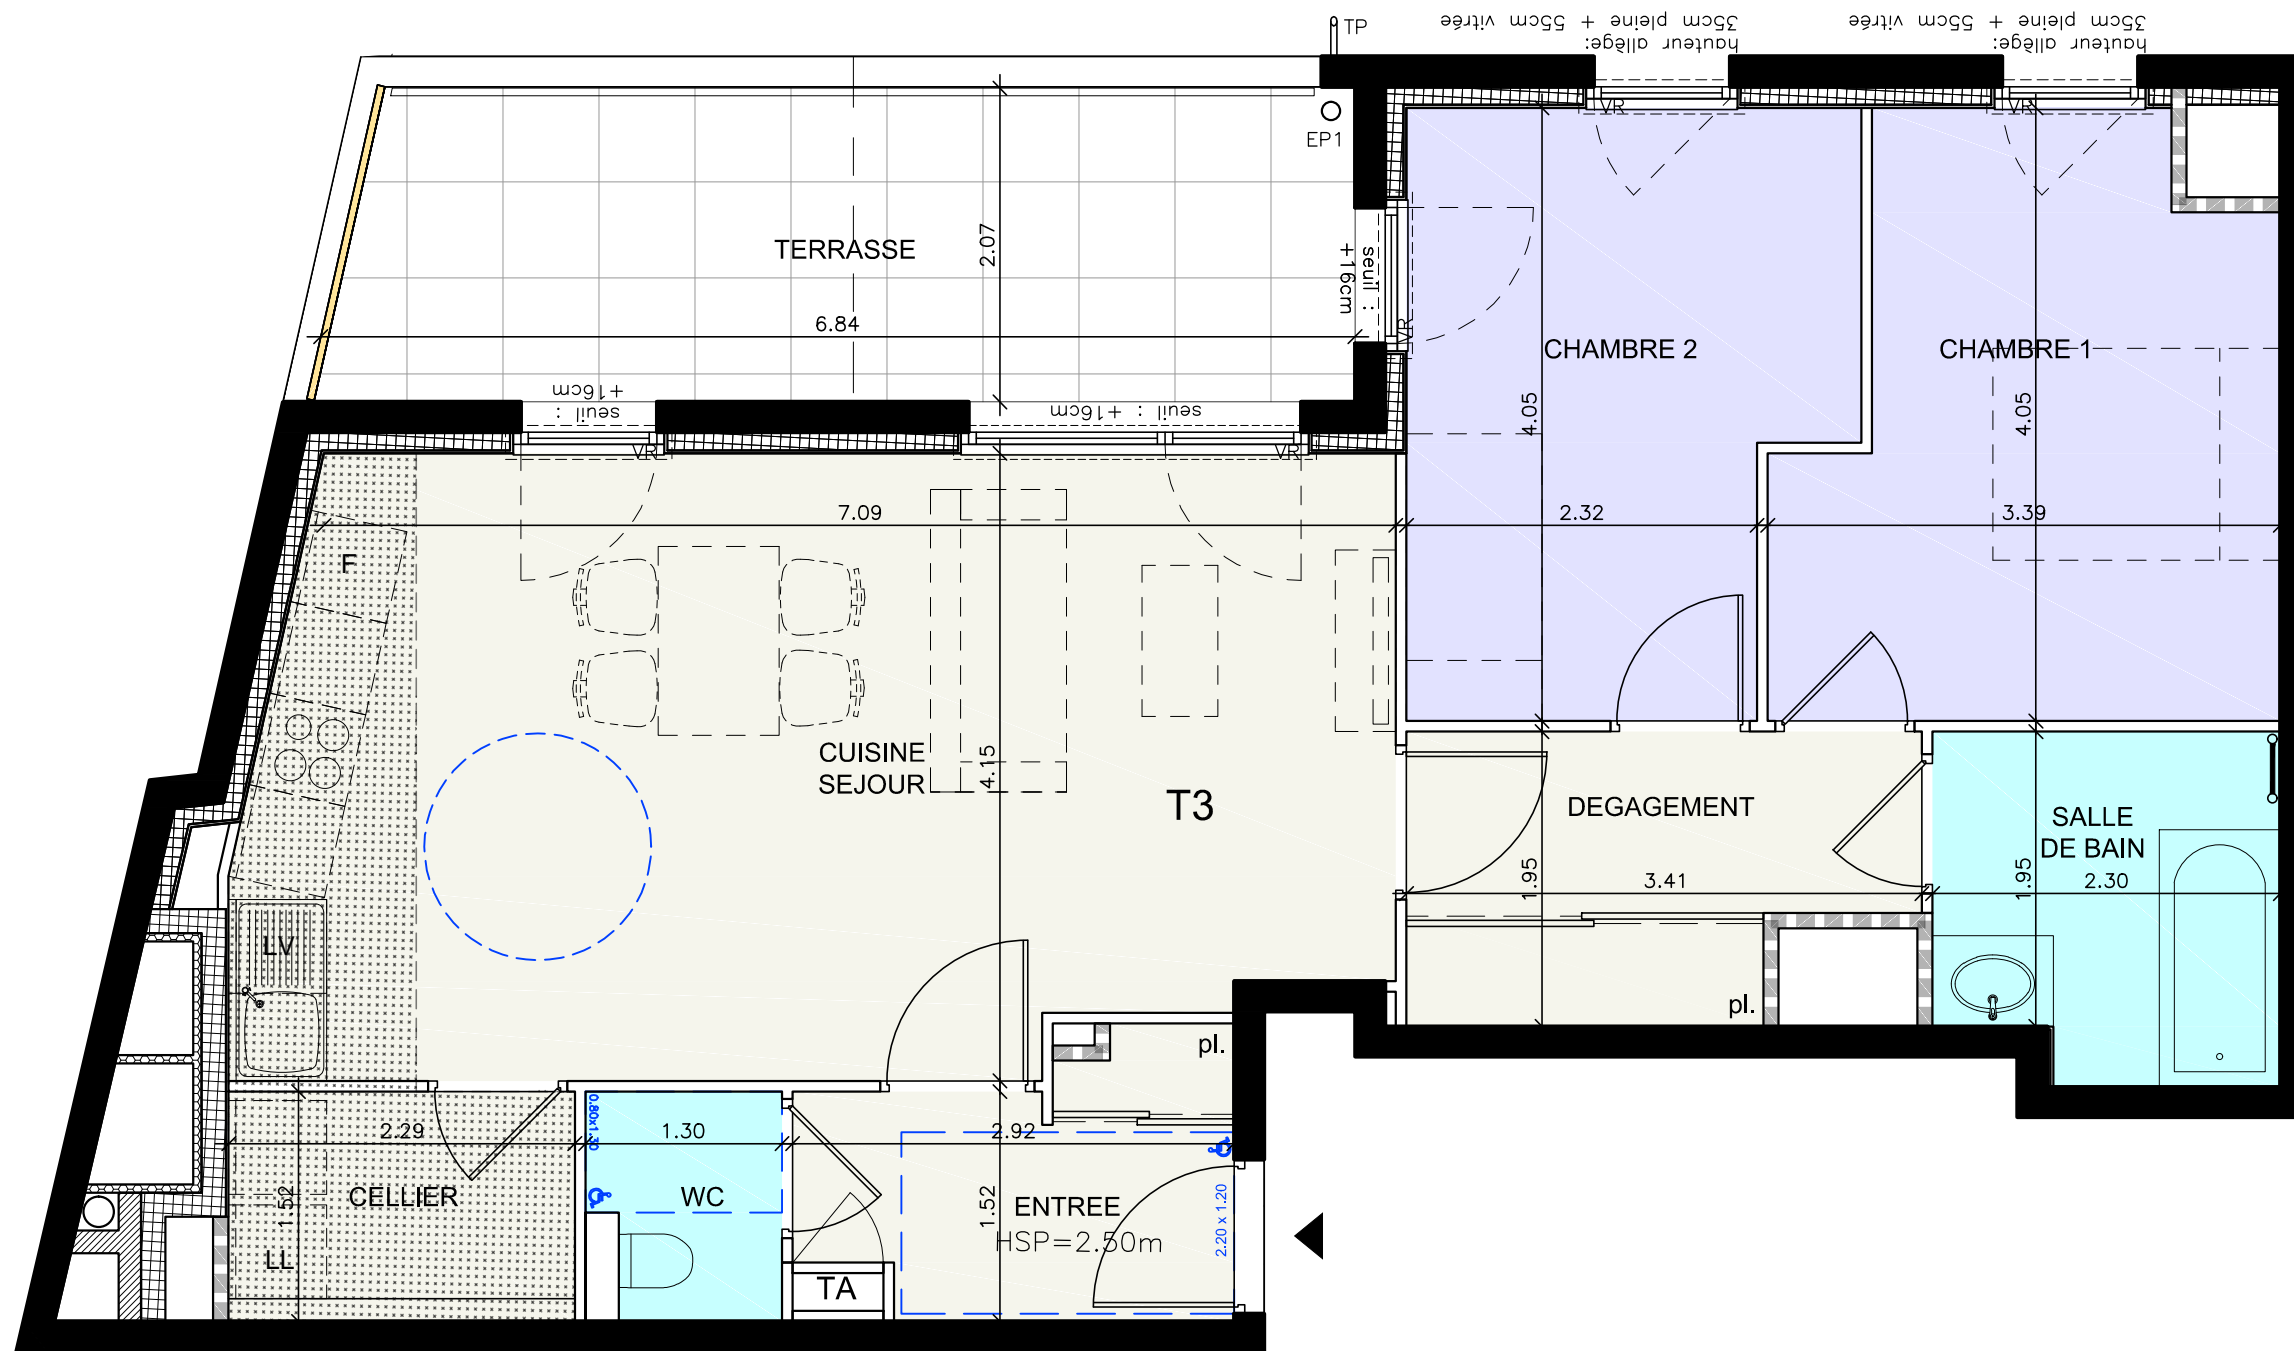 TP
35cm pleine + 55cm vitrée
hauteur allège:
35cm pleine + 55cm vitrée
hauteur allège:
VR
VR
EP1
TERRASSE
2.07
seuil :
+16cm
6.84
VR
CHAMBRE 2
CHAMBRE 1
4.05
4.05
seuil :
+16cm
seuil : +16cm
VR
VR
7.09
2.32
3.39
F
CUISINE
SEJOUR
4.15
T3
DEGAGEMENT
SALLE
DE BAIN
1.95
3.41
1.95
2.30
LV
pl.
pl.
0.80x1.30
2.29
1.30
2.92
1.52
CELLIER
WC
1.52
ENTREE
HSP=2.50m
2.20 x 1.20
LL
TA